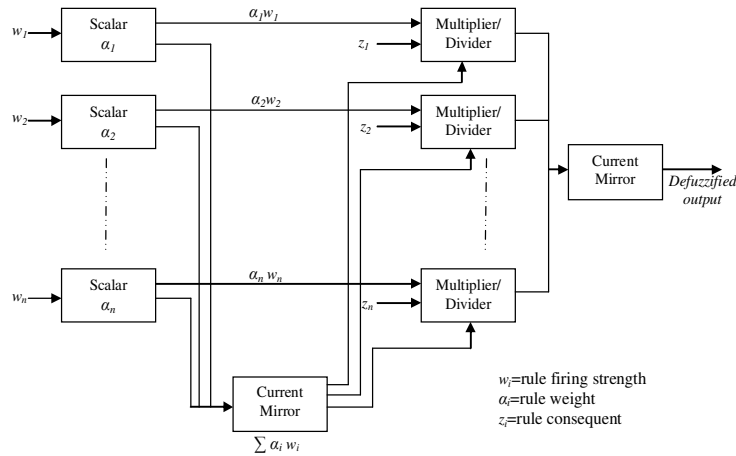 w1
Scalar
α1
α1w1
z1
Multiplier/
Divider
w2
Scalar
α2
α2w2
z2
Multiplier/
Divider
Current
Mirror
Defuzzified
output
wn
Scalar
αn
αn wn
zn
Multiplier/
Divider
Current
Mirror
∑ αi wi
wi=rule firing strength
αi=rule weight
zi=rule consequent